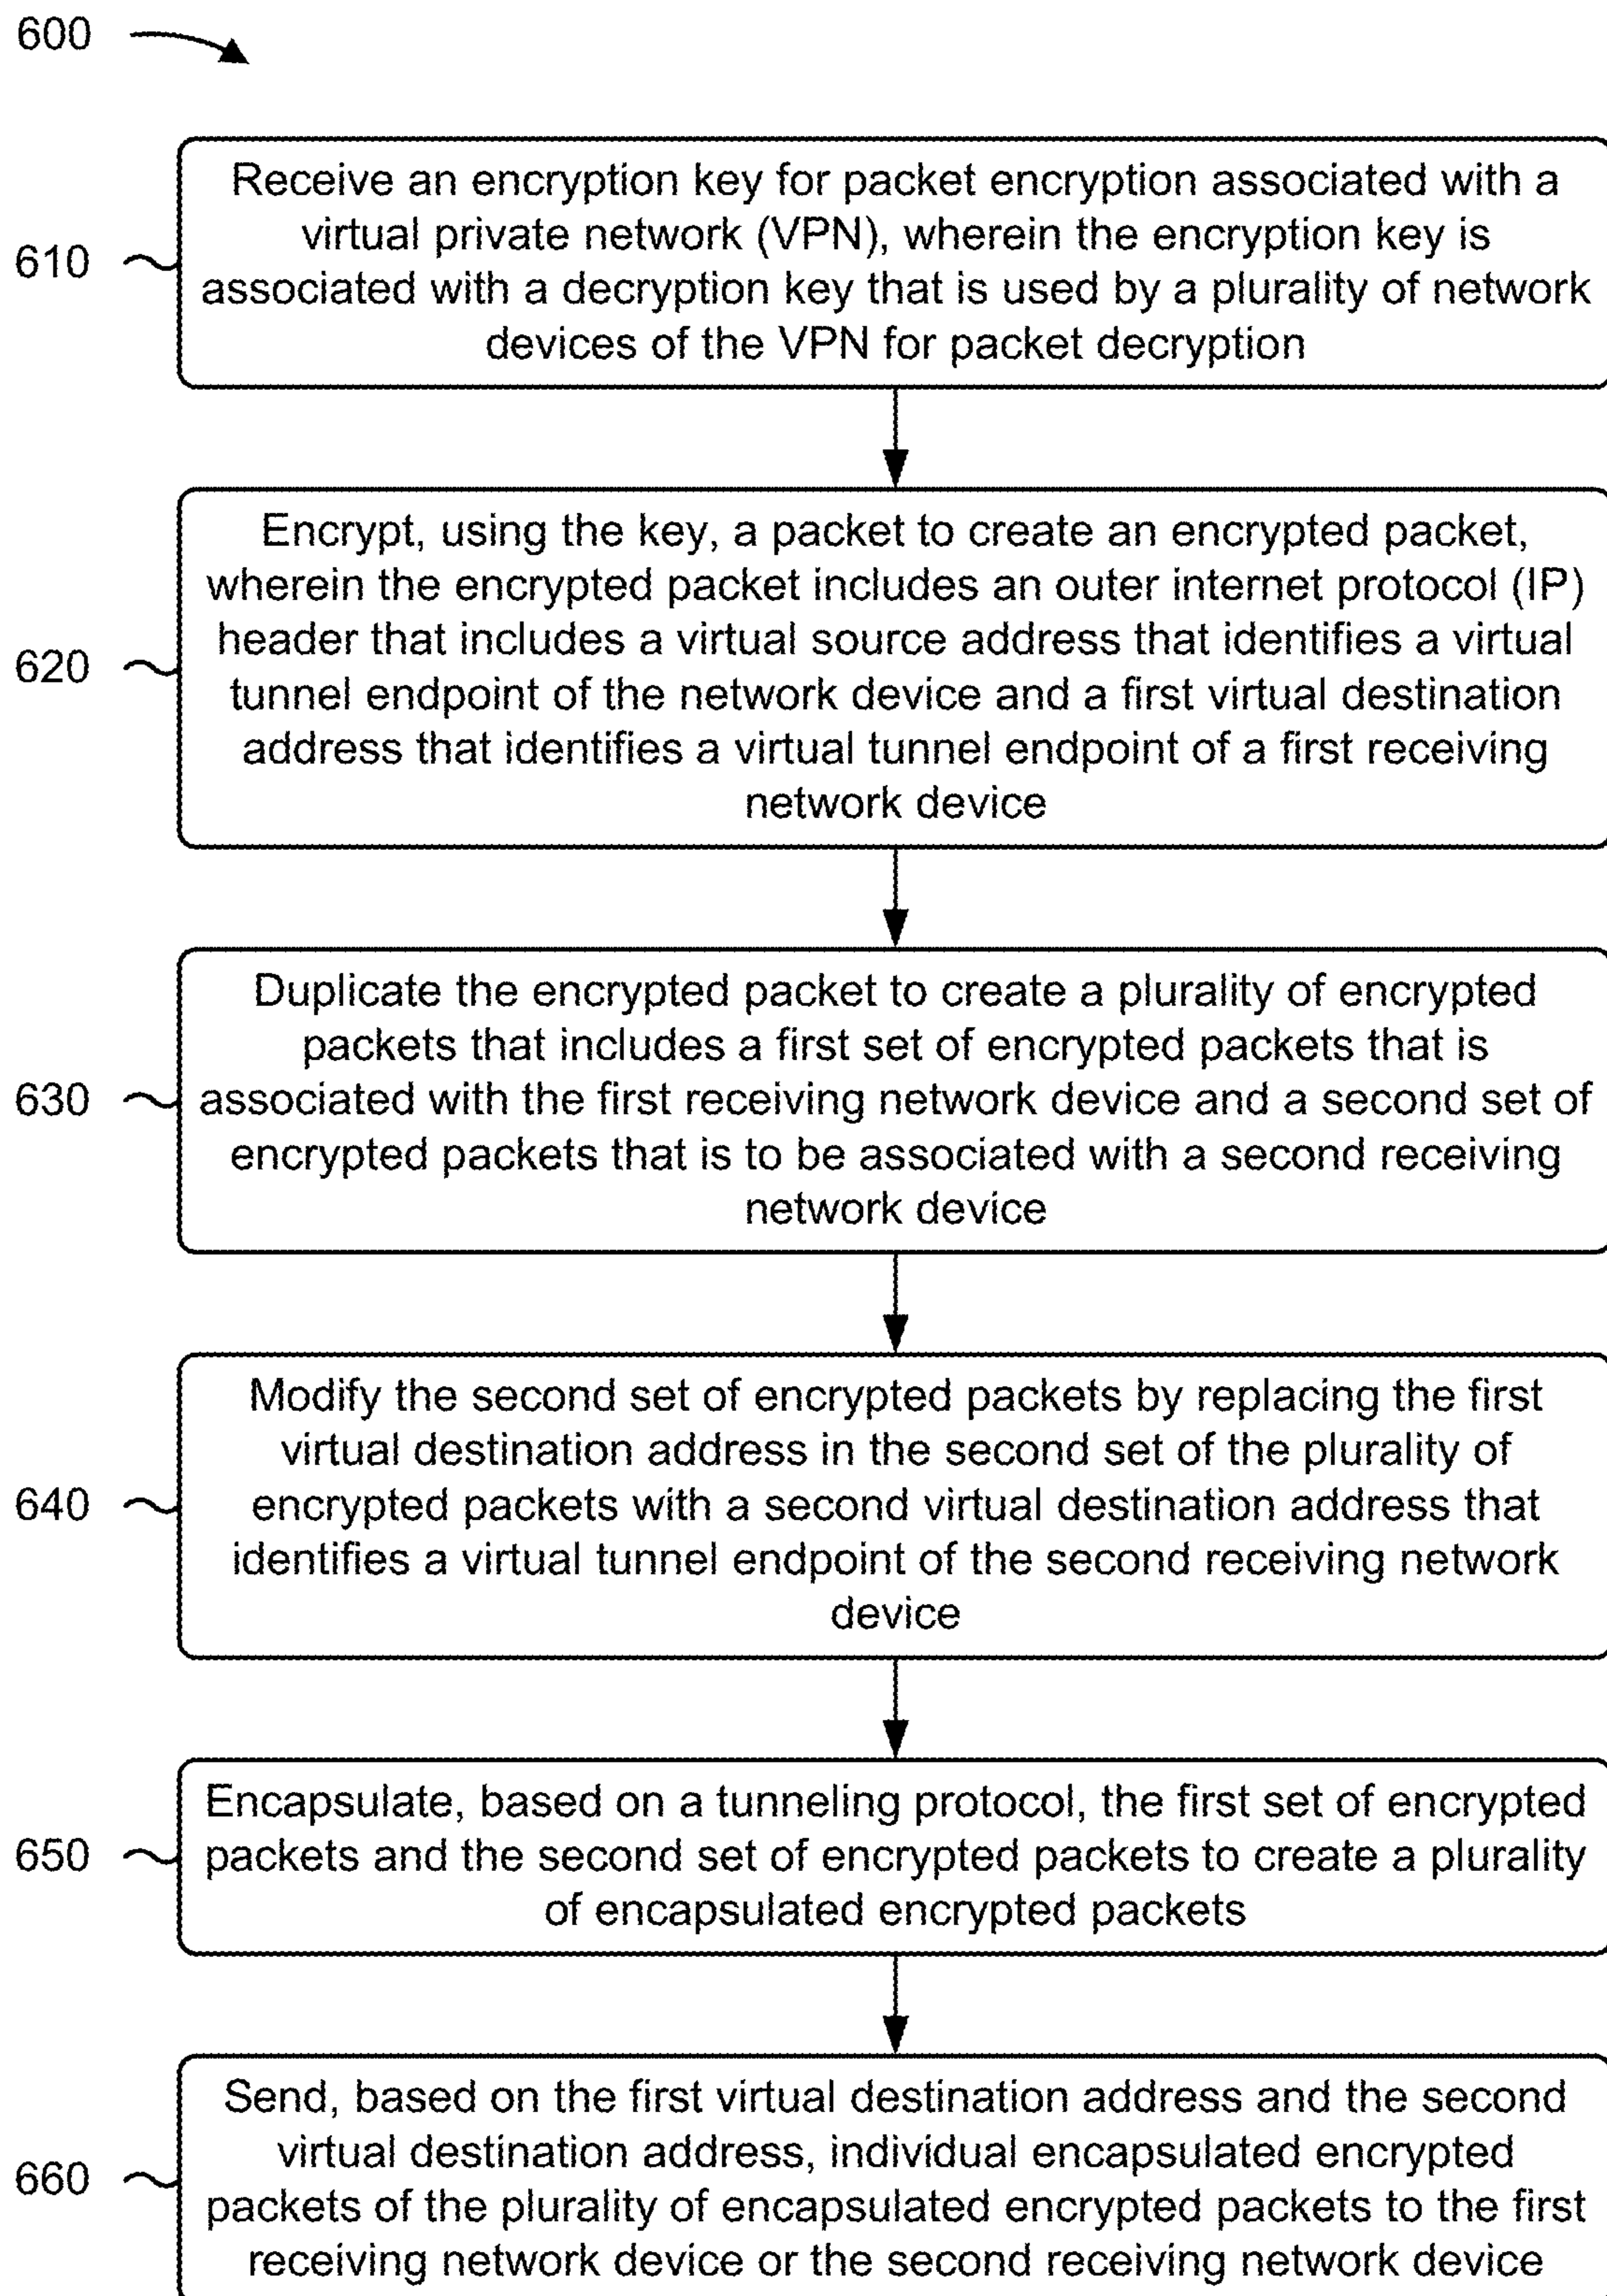 600
610
Receive an encryption key for packet encryption associated with a
virtual private network (VPN), wherein the encryption key is
associated with a decryption key that is used by a plurality of network
devices of the VPN for packet decryption
620
Encrypt, using the key, a packet to create an encrypted packet,
wherein the encrypted packet includes an outer internet protocol (IP)
header that includes a virtual source address that identifies a virtual
tunnel endpoint of the network device and a first virtual destination
address that identifies a virtual tunnel endpoint of a first receiving
network device
630
Duplicate the encrypted packet to create a plurality of encrypted
packets that includes a first set of encrypted packets that is
associated with the first receiving network device and a second set of
encrypted packets that is to be associated with a second receiving
network device
640
Modify the second set of encrypted packets by replacing the first
virtual destination address in the second set of the plurality of
encrypted packets with a second virtual destination address that
identifies a virtual tunnel endpoint of the second receiving network
device
650
Encapsulate, based on a tunneling protocol, the first set of encrypted
packets and the second set of encrypted packets to create a plurality
of encapsulated encrypted packets
660
Send, based on the first virtual destination address and the second
virtual destination address, individual encapsulated encrypted
packets of the plurality of encapsulated encrypted packets to the first
receiving network device or the second receiving network device